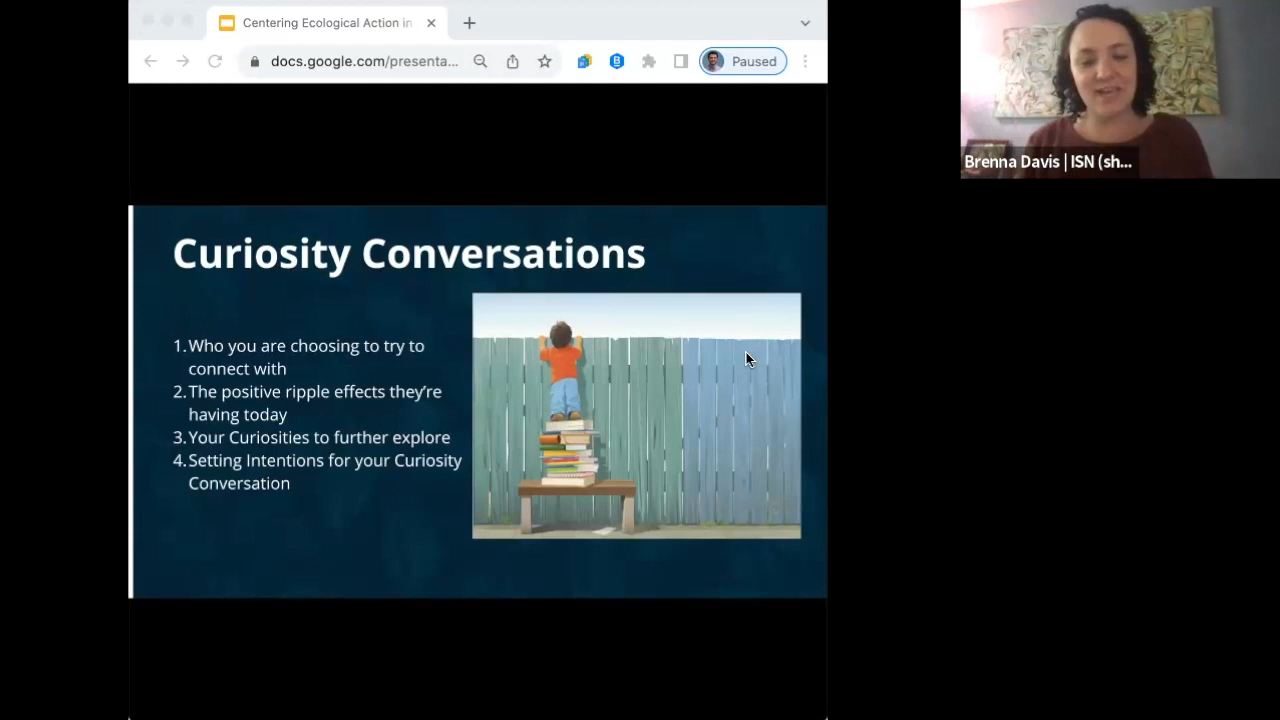 Centering Ecological Action in
docs.google.com/presenta...
Paused
Brenna Davis | ISN (sh...
Curiosity Conversations
1.Who you are choosing to try to
connect with
2.The positive ripple effects they’re
having today
3.Your Curiosities to further explore
4.Setting Intentions for your Curiosity
Conversation